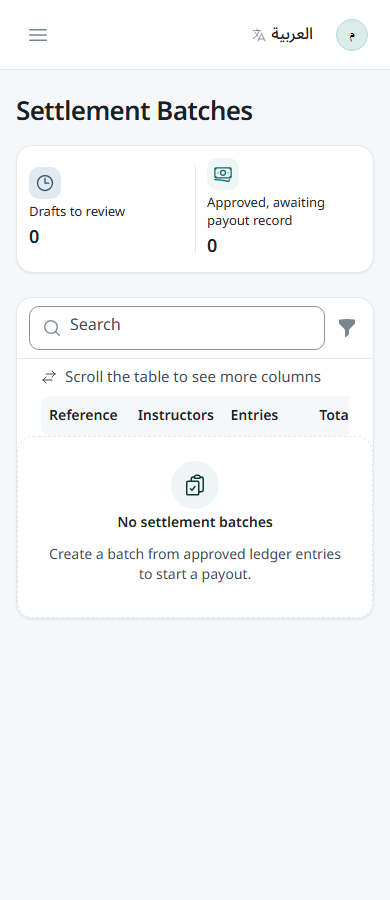 العربية
م
Settlement Batches
Drafts to review
0
Approved, awaiting
payout record
0
Search
Scroll the table to see more columns
Reference Instructors Entries Tota
No settlement batches
Create a batch from approved ledger entries
to start a payout.